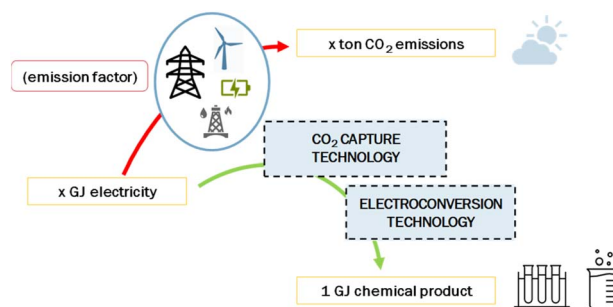 x ton CO₂ emissions
(emission factor)
CO₂ CAPTURE
TECHNOLOGY
x GJ electricity
ELECTROCONVERSION
TECHNOLOGY
1 GJ chemical product